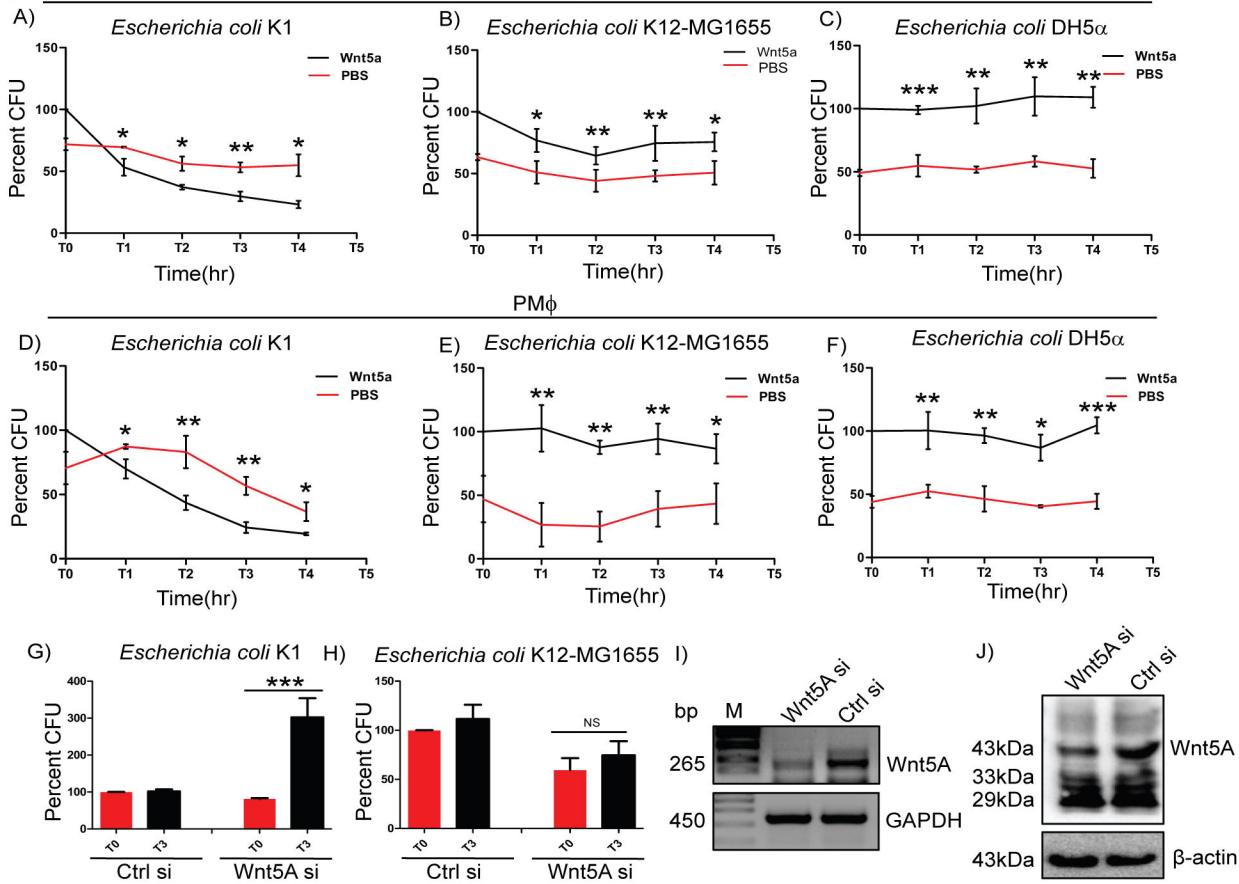 A)
Escherichia coli K1
Percent CFU
150
100
50
0
Wnt5a
PBS
*
*
**
*
T0 T1 T2 T3 T4 T5
Time(hr)
B)
Escherichia coli K12-MG1655
Percent CFU
150
100
50
0
Wnt5a
PBS
*
**
**
*
T0 T1 T2 T3 T4 T5
Time(hr)
C)
Escherichia coli DH5α
Percent CFU
150
100
50
0
Wnt5a
PBS
***
**
**
**
T0 T1 T2 T3 T4 T5
Time(hr)
PMϕ
D)
Escherichia coli K1
Percent CFU
150
100
50
0
Wnt5a
PBS
*
**
**
*
T0 T1 T2 T3 T4 T5
Time(hr)
E)
Escherichia coli K12-MG1655
Percent CFU
150
100
50
0
Wnt5a
PBS
**
**
**
*
T0 T1 T2 T3 T4 T5
Time(hr)
F)
Escherichia coli DH5α
Percent CFU
150
100
50
0
Wnt5a
PBS
**
**
*
***
T0 T1 T2 T3 T4 T5
Time(hr)
G)
Escherichia coli K1
Percent CFU
400
300
200
100
0
***
T0 T3 T0 T3
Ctrl si Wnt5A si
H)
Escherichia coli K12-MG1655
Percent CFU
150
100
50
0
NS
T0 T3 T0 T3
Ctrl si Wnt5A si
I)
bp M Wnt5A si Ctrl si
265 Wnt5A
450 GAPDH
J)
Wnt5A si Ctrl si
43kDa Wnt5A
33kDa
29kDa
43kDa β-actin